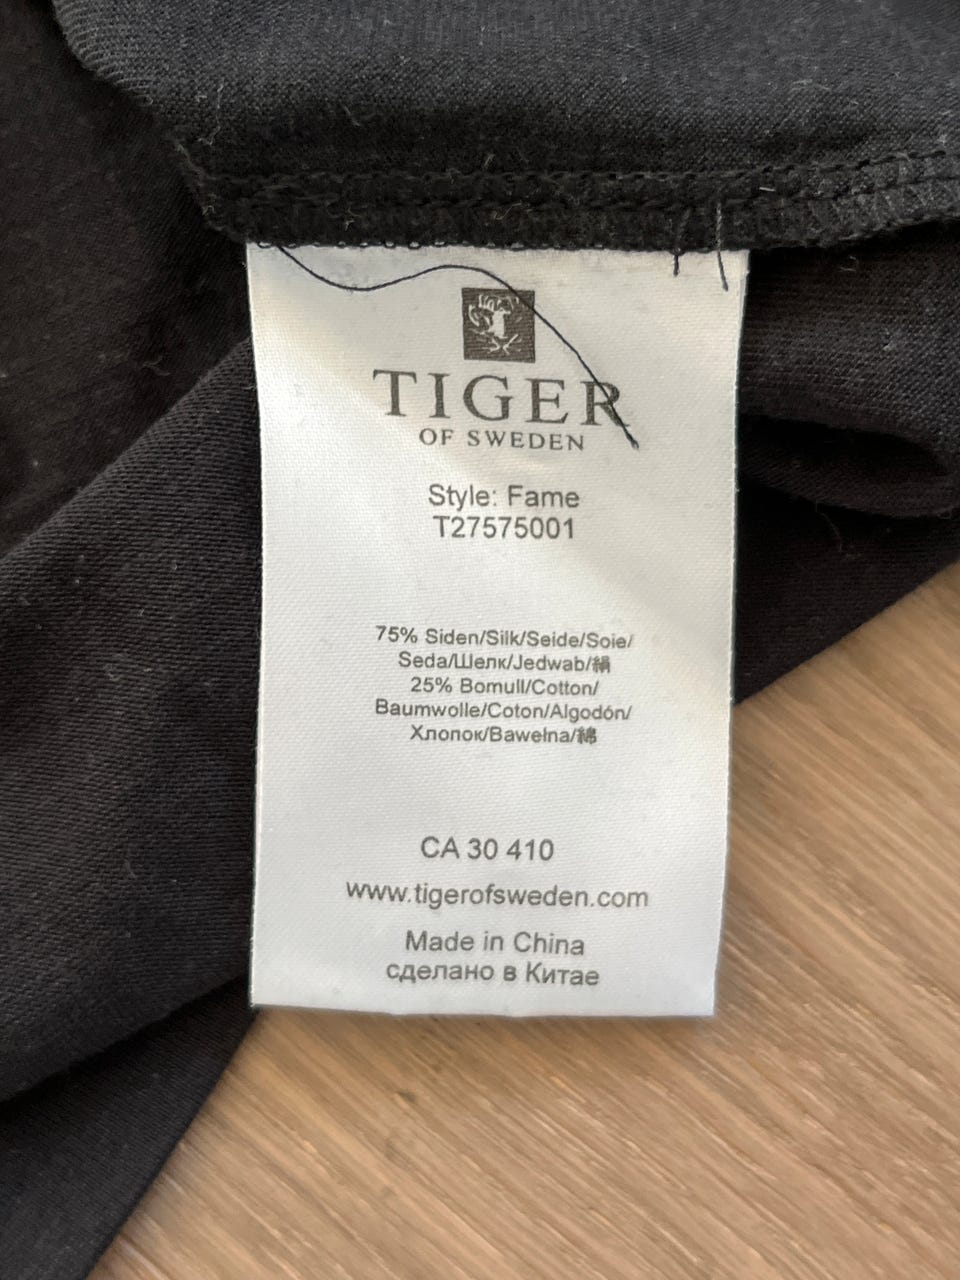 TIGER
OF SWEDEN
Style: Fame
T27575001
75% Siden/Silk/Seide/Soie/
Seda/Шелк/Jedwab/絹
25% Bomull/Cotton/
Baumwolle/Coton/Algodón/
Хлопок/Bawełna/綿
CA 30 410
www.tigerofsweden.com
Made in China
сделано в Китае